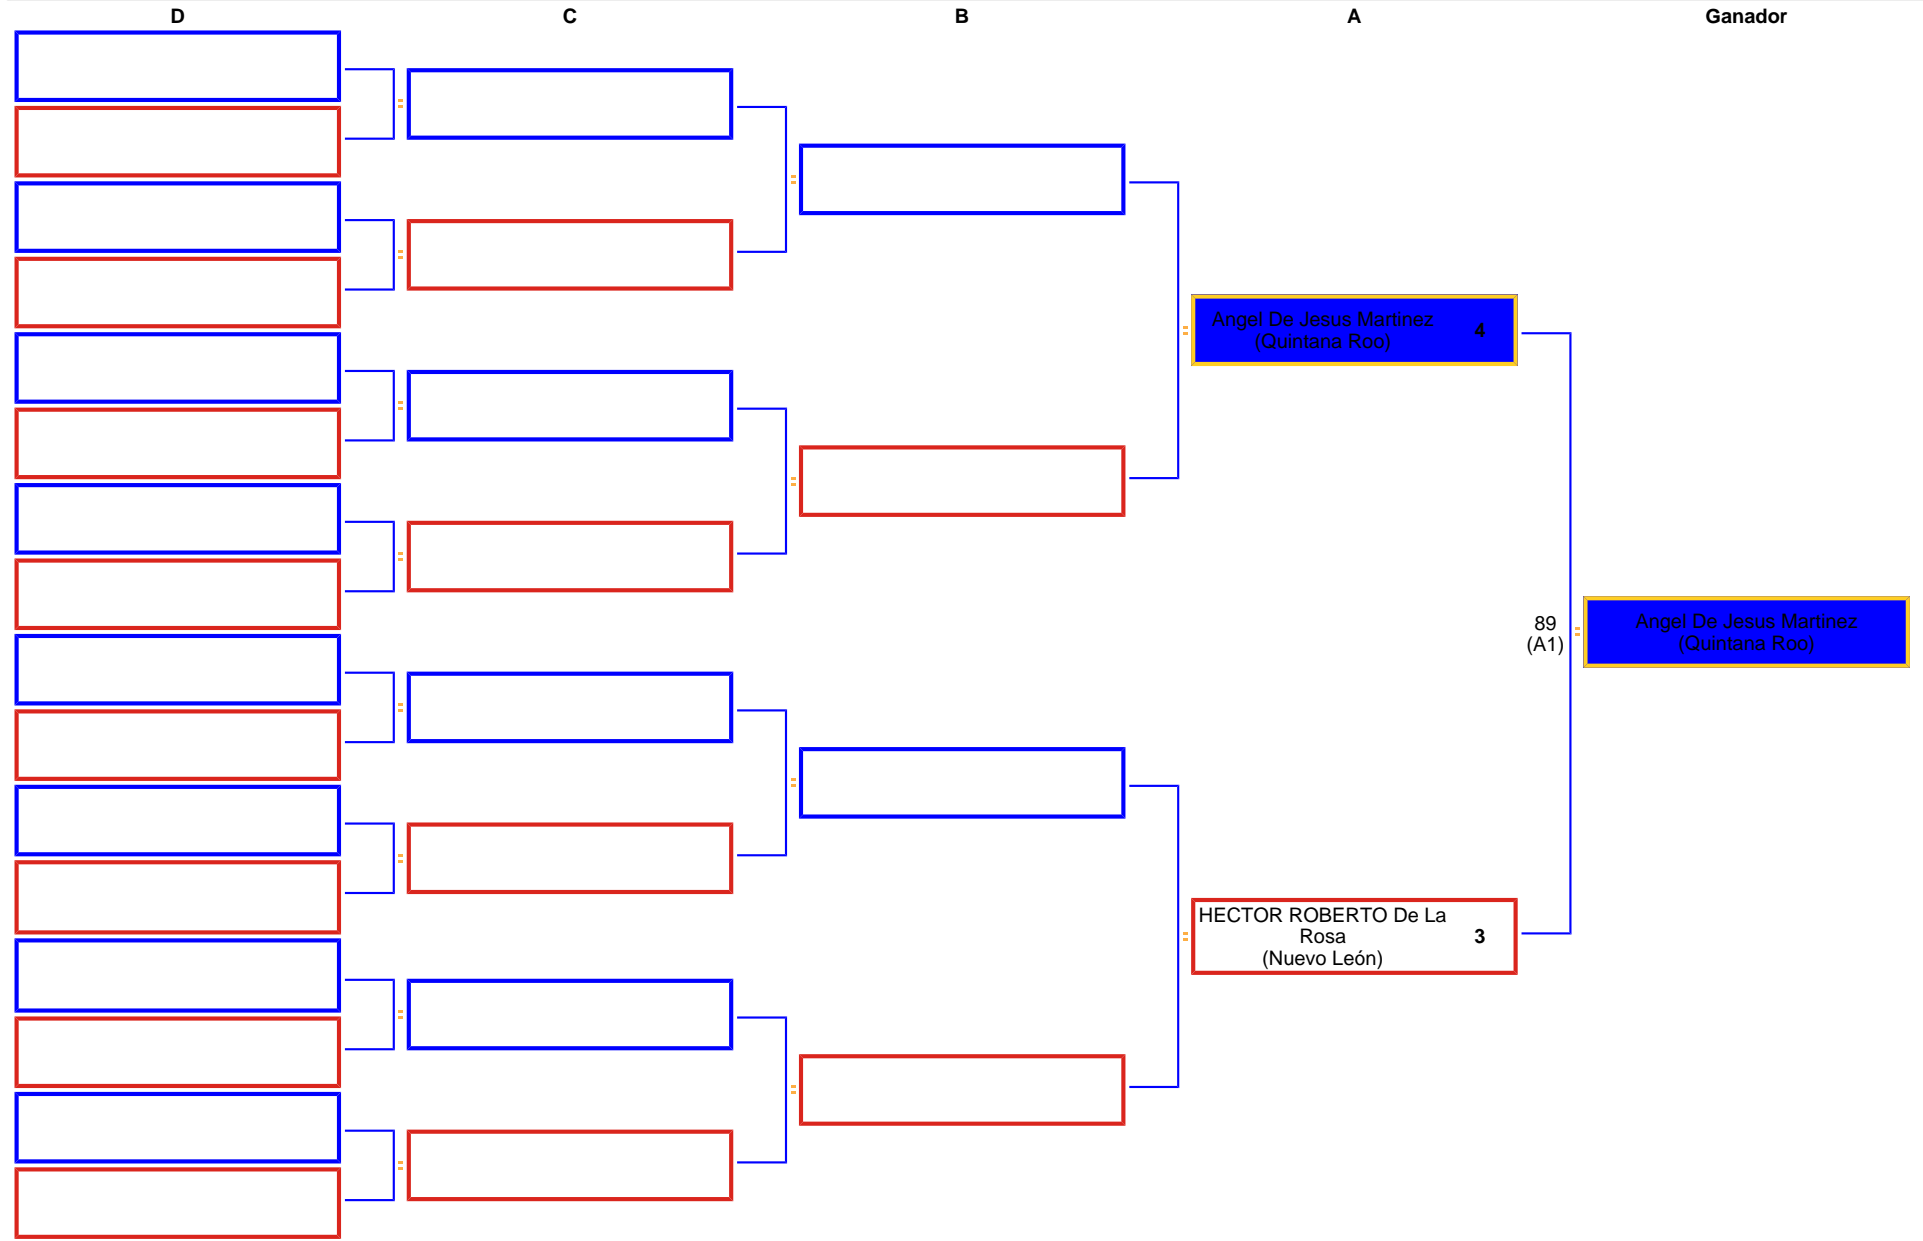 D C B A Ganador
Angel De Jesus Martinez
(Quintana Roo)
4
89
(A1)
Angel De Jesus Martinez
(Quintana Roo)
HECTOR ROBERTO De La
Rosa
(Nuevo León)
3